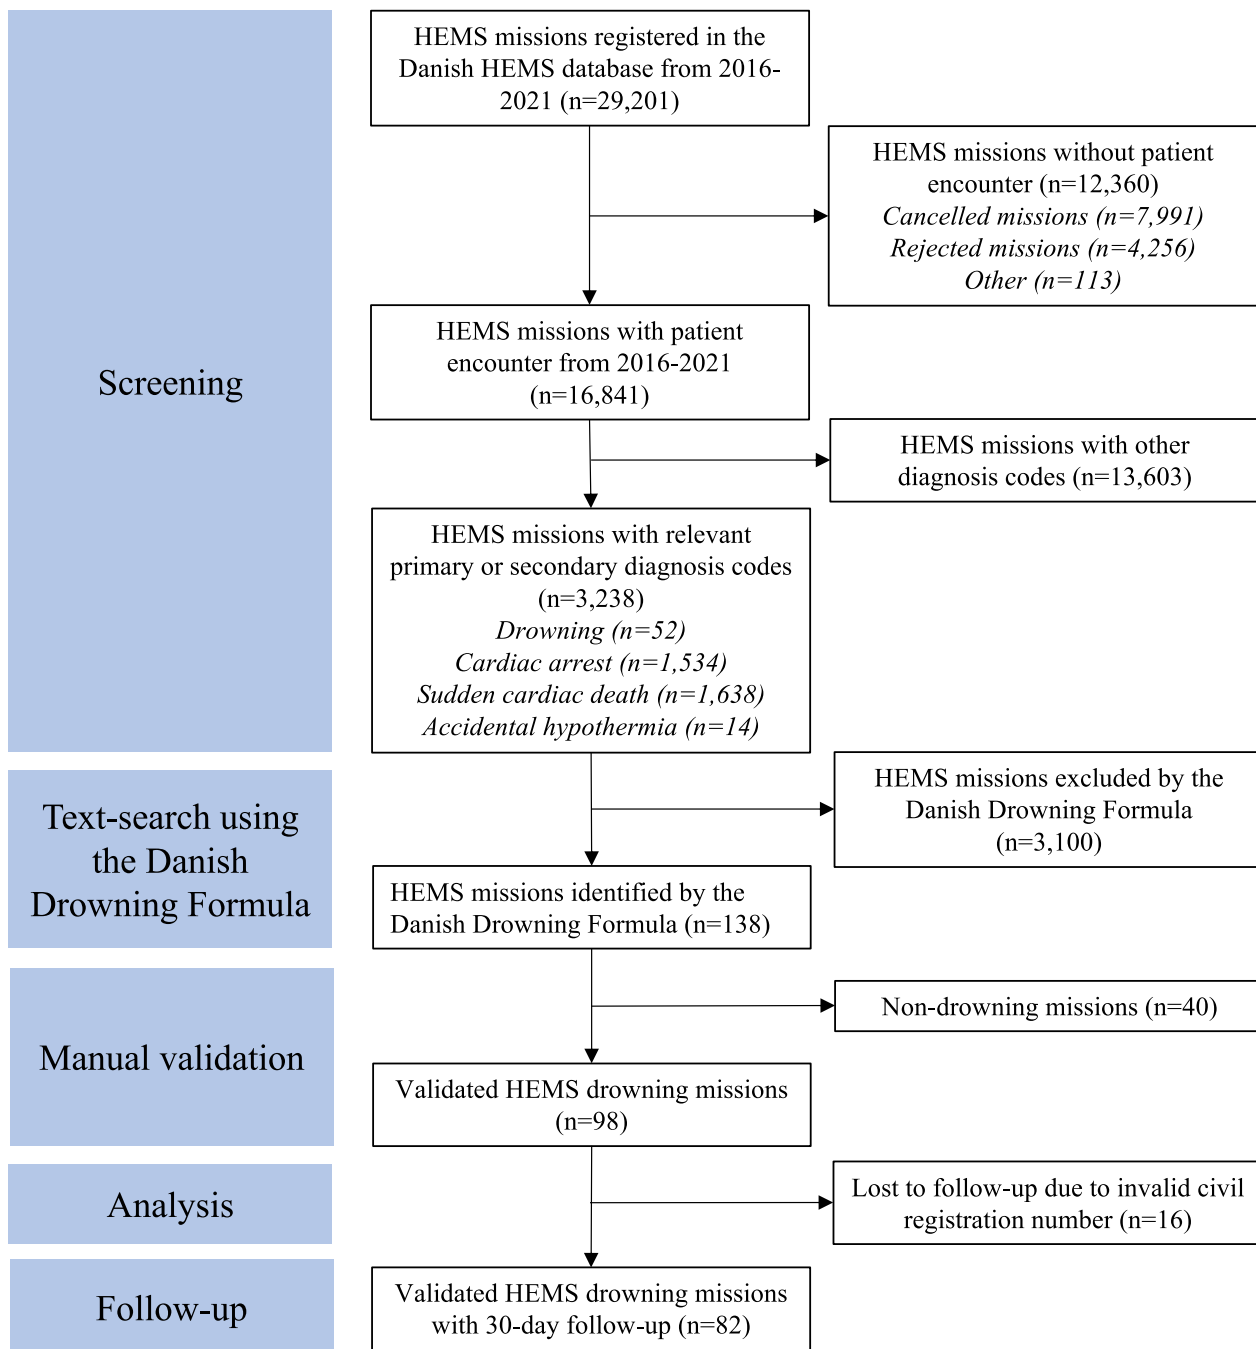 HEMS missions registered in the
Danish HEMS database from 2016-
2021 (n=29,201)
HEMS missions without patient
encounter (n=12,360)
Cancelled missions (n=7,991)
Rejected missions (n=4,256)
Other (n=113)
Screening
HEMS missions with patient
encounter from 2016-2021
(n=16,841)
HEMS missions with other
diagnosis codes (n=13,603)
HEMS missions with relevant
primary or secondary diagnosis codes
(n=3,238)
Drowning (n=52)
Cardiac arrest (n=1,534)
Sudden cardiac death (n=1,638)
Accidental hypothermia (n=14)
Text-search using
the Danish
Drowning Formula
HEMS missions excluded by the
Danish Drowning Formula
(n=3,100)
HEMS missions identified by the
Danish Drowning Formula (n=138)
Manual validation
Non-drowning missions (n=40)
Validated HEMS drowning missions
(n=98)
Analysis
Lost to follow-up due to invalid civil
registration number (n=16)
Follow-up
Validated HEMS drowning missions
with 30-day follow-up (n=82)